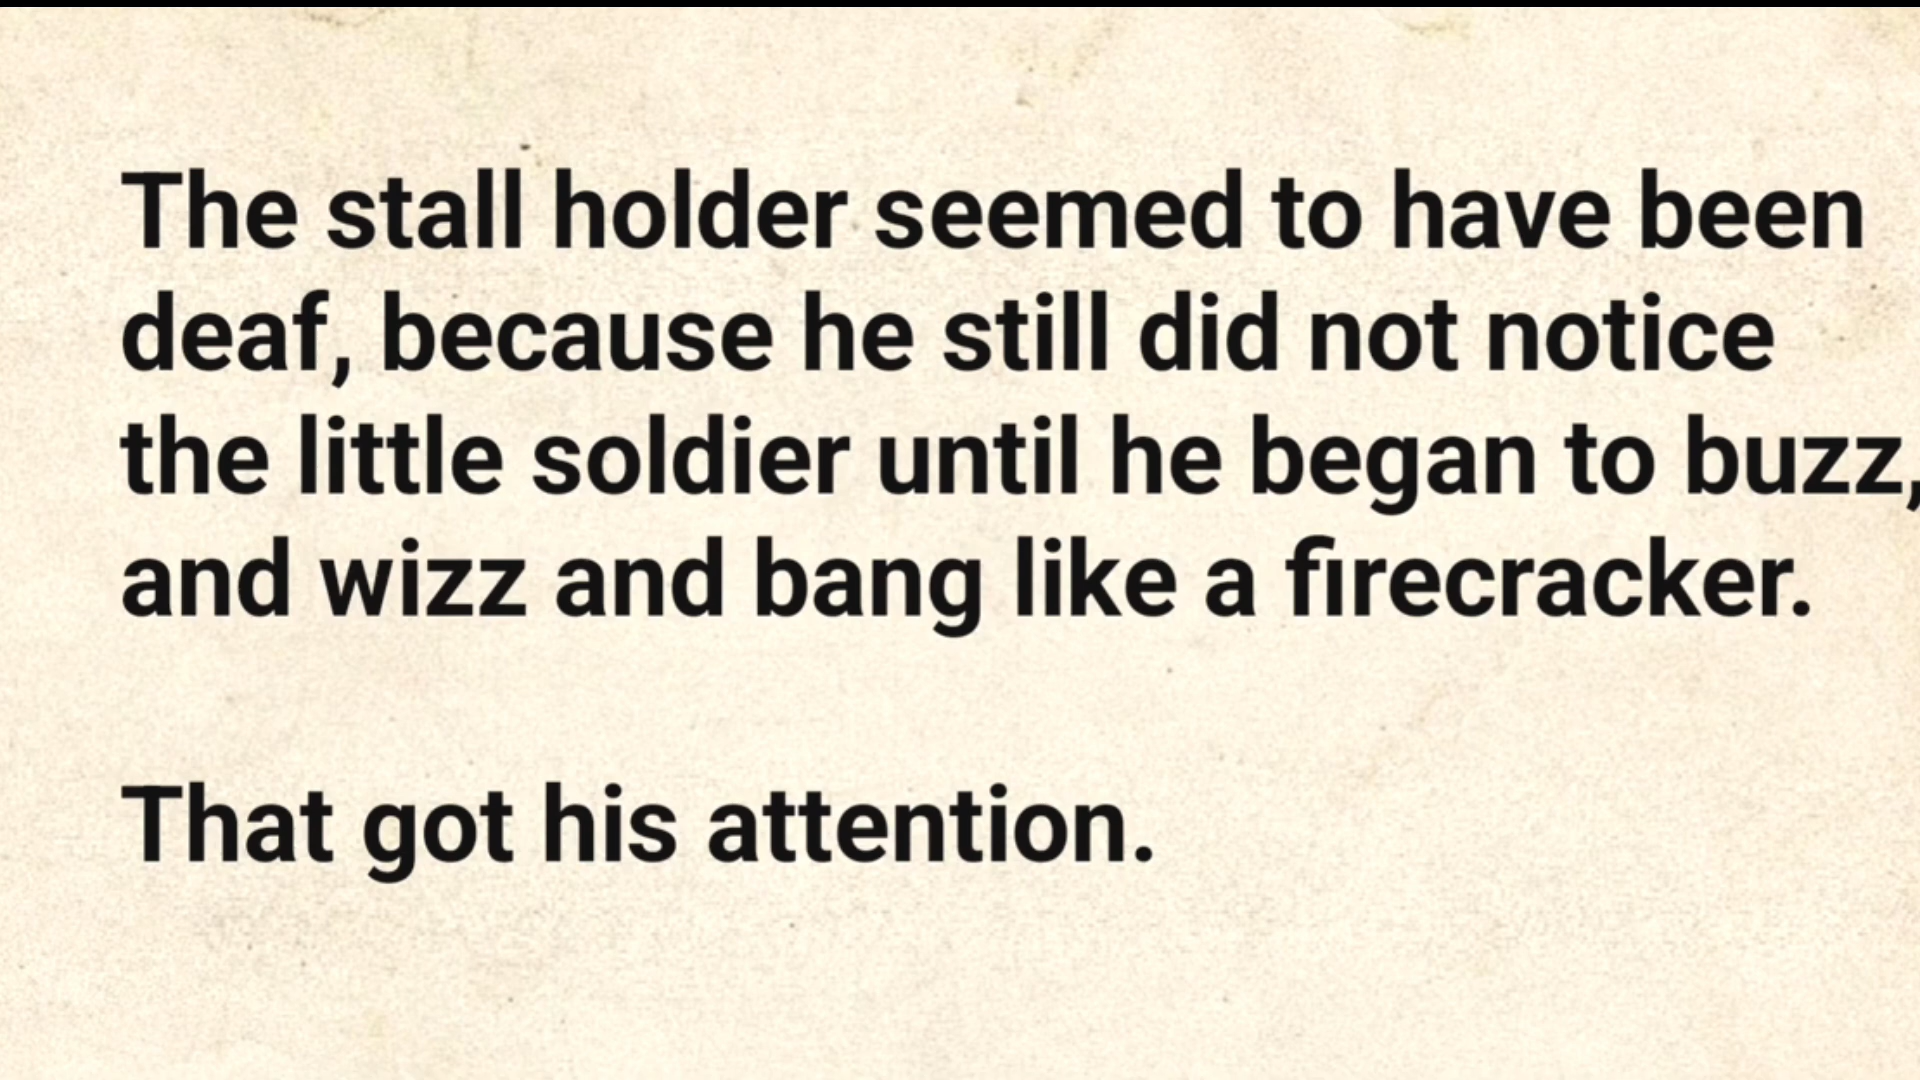 The stall holder seemed to have been
deaf, because he still did not notice
the little soldier until he began to buzz,
and wizz and bang like a firecracker.
That got his attention.